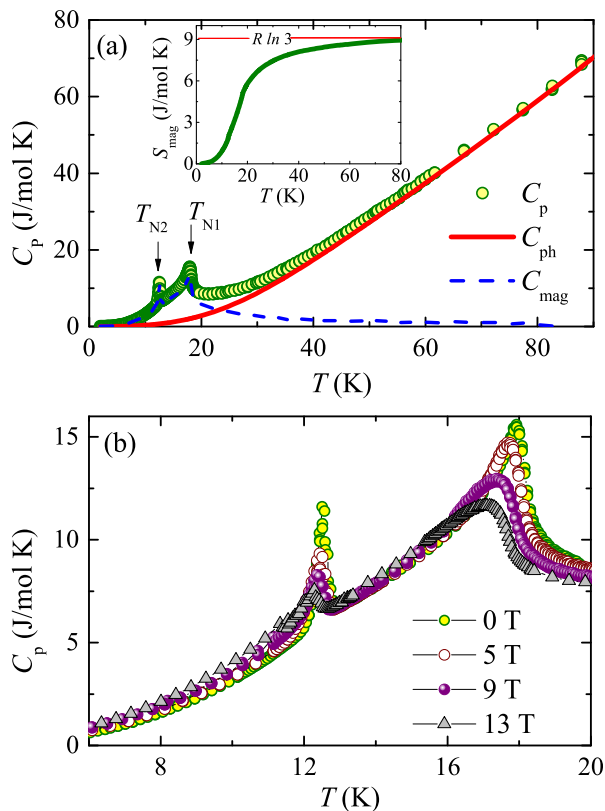 (a)
R ln 3
S_mag (J/mol K)
9
6
3
0
0 20 40 60 80
T (K)
C_p (J/mol K)
80
60
40
20
0
T_N2
T_N1
C_p
C_ph
C_mag
0 20 40 60 80
T (K)
(b)
C_p (J/mol K)
15
10
5
0
0 T
5 T
9 T
13 T
8 12 16 20
T (K)